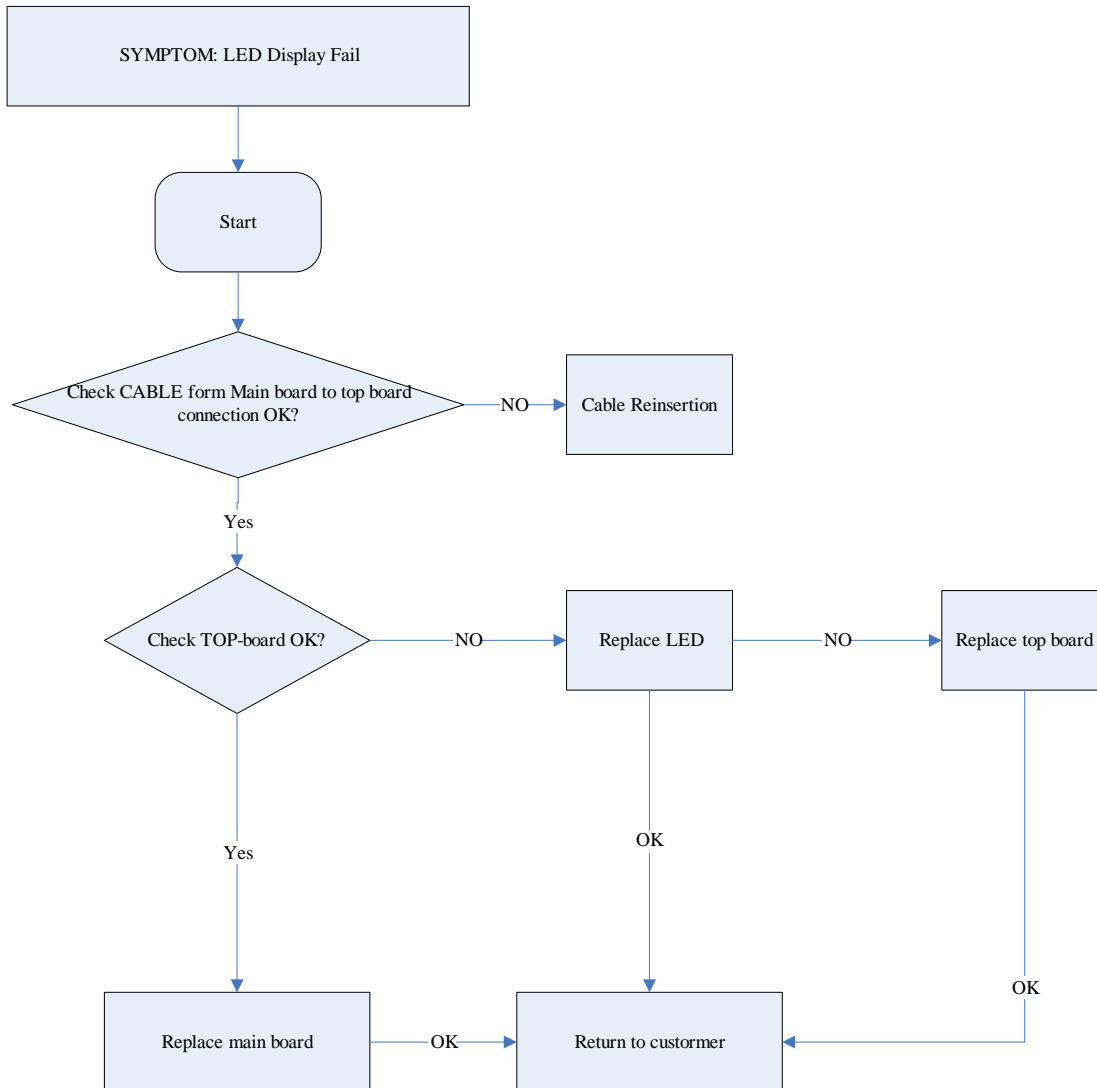 SYMPTOM: LED Display Fail
Start
Check CABLE form Main board to top board
connection OK?
NO
Cable Reinsertion
Yes
Check TOP-board OK?
NO
Replace LED
NO
Replace top board
Yes
OK
OK
Replace main board
OK
Return to custormer